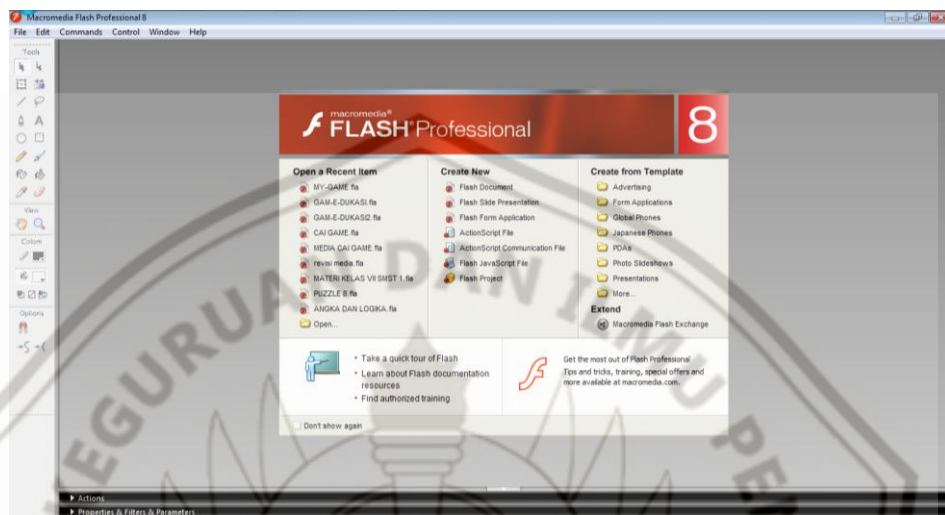 Macromedia Flash Professional 8
File Edit Commands Control Window Help
Tools
View
Colors
Options
macromedia®
FLASH® Professional
8
Open a Recent Item
MY-GAME.fla
GAM-E-DUKASI.fla
GAM-E-DUKASI2.fla
CAI GAME.fla
MEDIA CAI GAME.fla
revisi media.fla
MATERI KELAS VII SMST 1.fla
PUZZLE 8.fla
ANGKA DAN LOGIKA.fla
Open...
Create New
Flash Document
Flash Slide Presentation
Flash Form Application
ActionScript File
ActionScript Communication File
Flash JavaScript File
Flash Project
Create from Template
Advertising
Form Applications
Global Phones
Japanese Phones
PDAs
Photo Slideshows
Presentations
More...
Extend
Macromedia Flash Exchange
• Take a quick tour of Flash
• Learn about Flash documentation
resources
• Find authorized training
Get the most out of Flash Professional
Tips and tricks, training, special offers and
more available at macromedia.com.
Don't show again
Actions
Properties & Filters & Parameters
EGURUAN DAN ILMU PEN